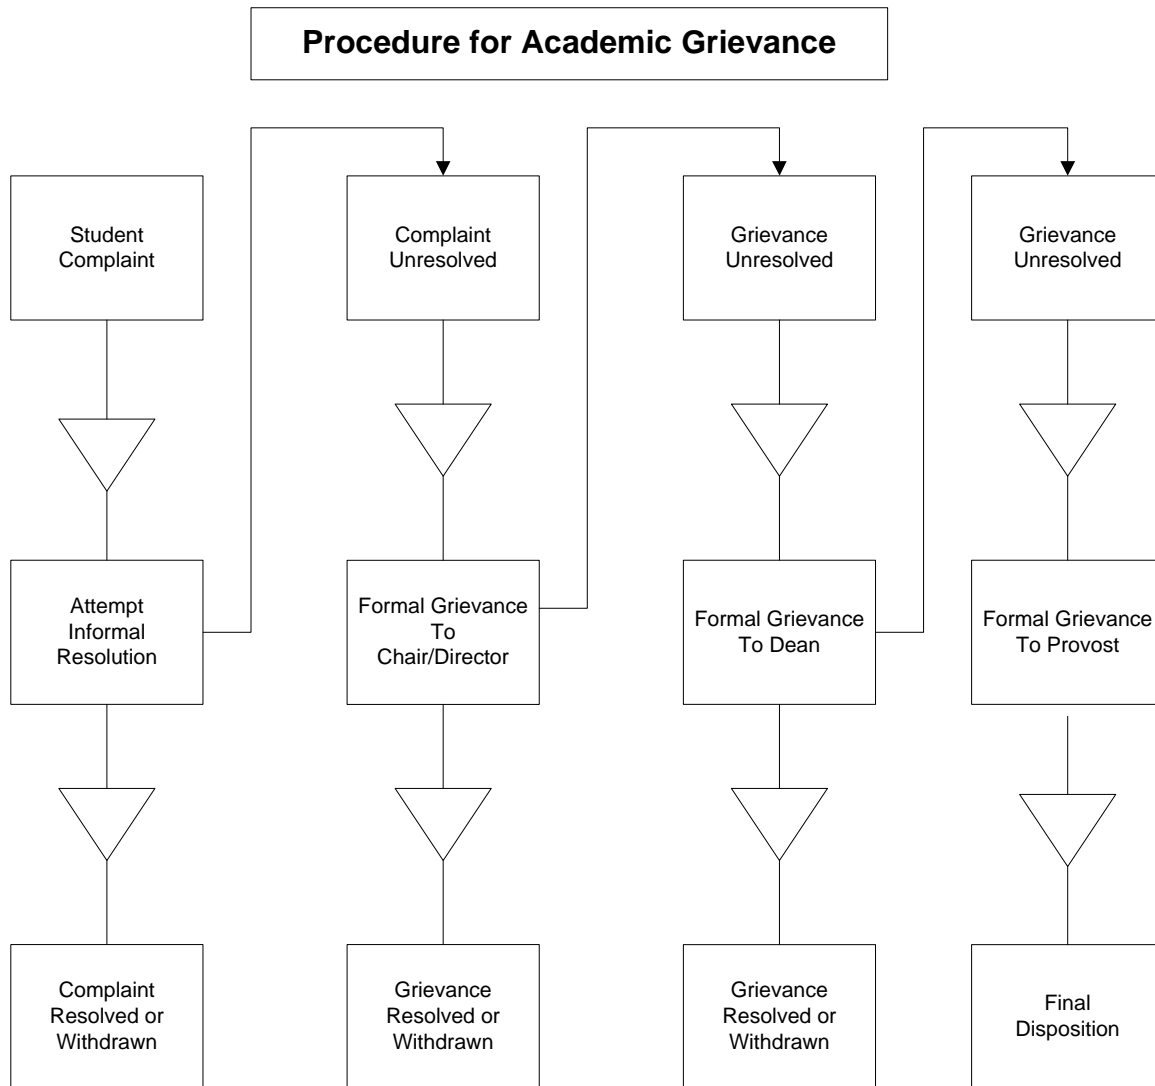 Procedure for Academic Grievance
Student
Complaint
Complaint
Unresolved
Grievance
Unresolved
Grievance
Unresolved
Attempt
Informal
Resolution
Formal Grievance
To
Chair/Director
Formal Grievance
To Dean
Formal Grievance
To Provost
Complaint
Resolved or
Withdrawn
Grievance
Resolved or
Withdrawn
Grievance
Resolved or
Withdrawn
Final
Disposition